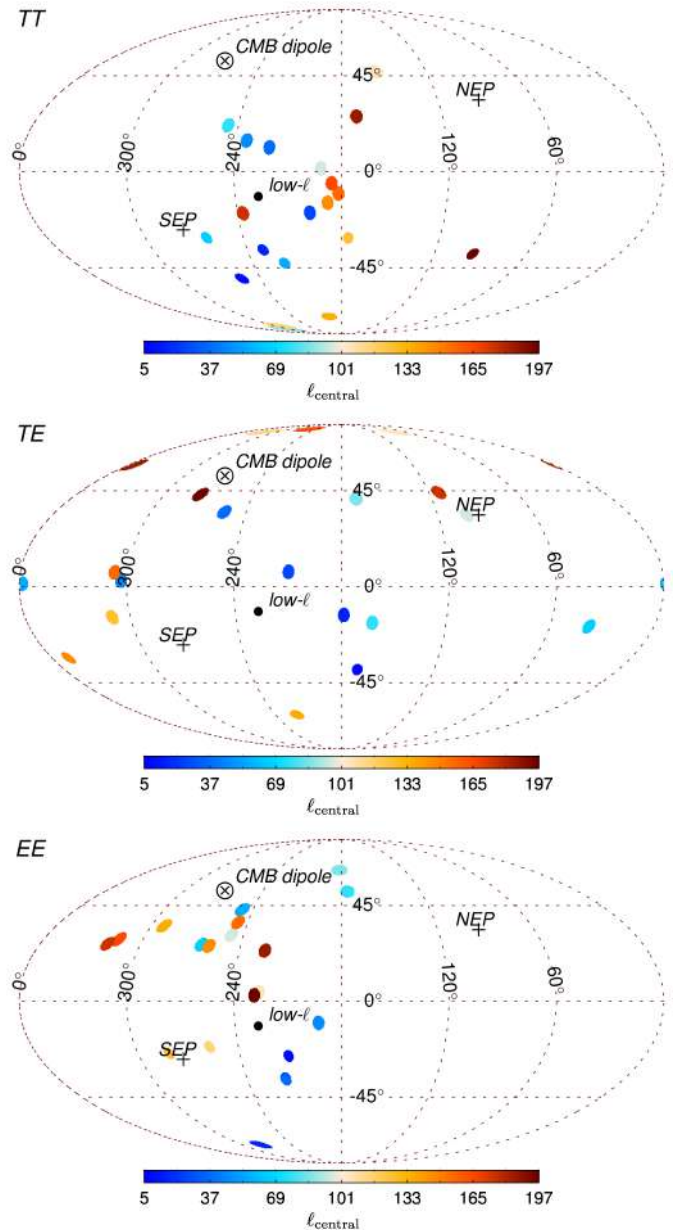 TT
CMB dipole
45°
NEP
0° 300° 240° 0° 120° 60°
low-ℓ
SEP
-45°
5 37 69 101 133 165 197
ℓcentral
TE
CMB dipole
45°
NEP
0° 300° 240° 0° 120° 60°
low-ℓ
SEP
-45°
5 37 69 101 133 165 197
ℓcentral
EE
CMB dipole
45°
NEP
0° 300° 240° 0° 120° 60°
low-ℓ
SEP
-45°
5 37 69 101 133 165 197
ℓcentral